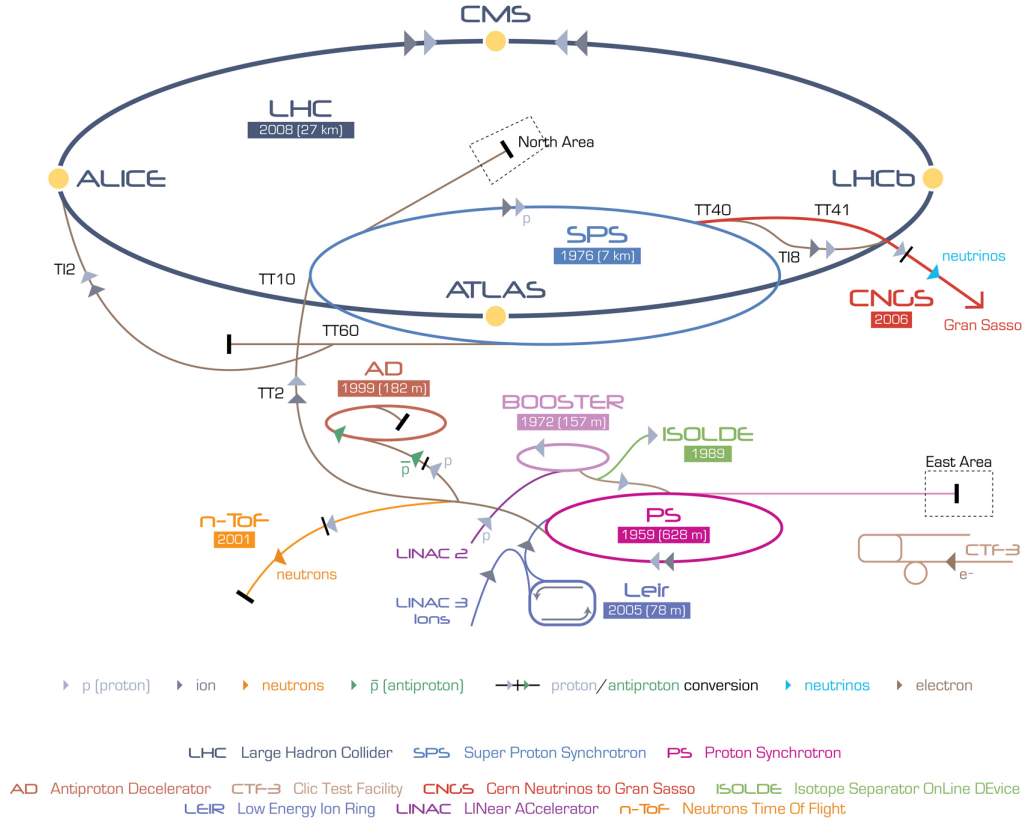 CMS
LHC
2008 (27 km)
North Area
ALICE
LHCb
TT40
TT41
p
SPS
1976 (7 km)
TI8
neutrinos
TI2
TT10
ATLAS
CNGS
2006
Gran Sasso
TT60
AD
1999 (182 m)
TT2
BOOSTER
1972 (157 m)
ISOLDE
1989
p̅
p
East Area
n-ToF
2001
PS
1959 (628 m)
LINAC 2
p
neutrons
CTF-3
e-
LINAC 3
Ions
Leir
2005 (78 m)
p (proton) ion neutrons p̅ (antiproton) proton/antiproton conversion neutrinos electron
LHC Large Hadron Collider SPS Super Proton Synchrotron PS Proton Synchrotron
AD Antiproton Decelerator CTF-3 Clic Test Facility CNGS Cern Neutrinos to Gran Sasso ISOLDE Isotope Separator OnLine DEvice
LEIR Low Energy Ion Ring LINAC LINear ACcelerator n-ToF Neutrons Time Of Flight